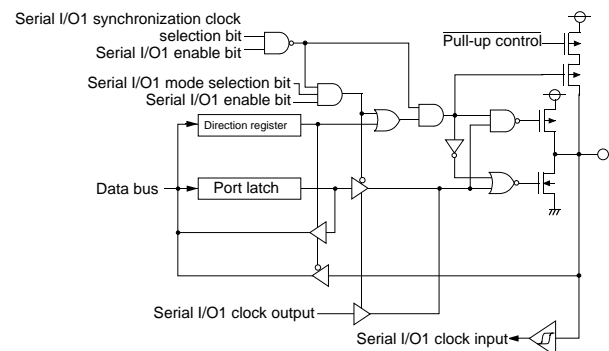 Serial I/O1 synchronization clock
selection bit
Serial I/O1 enable bit
Pull-up control
Serial I/O1 mode selection bit
Serial I/O1 enable bit
Direction register
Data bus
Port latch
Serial I/O1 clock output
Serial I/O1 clock input